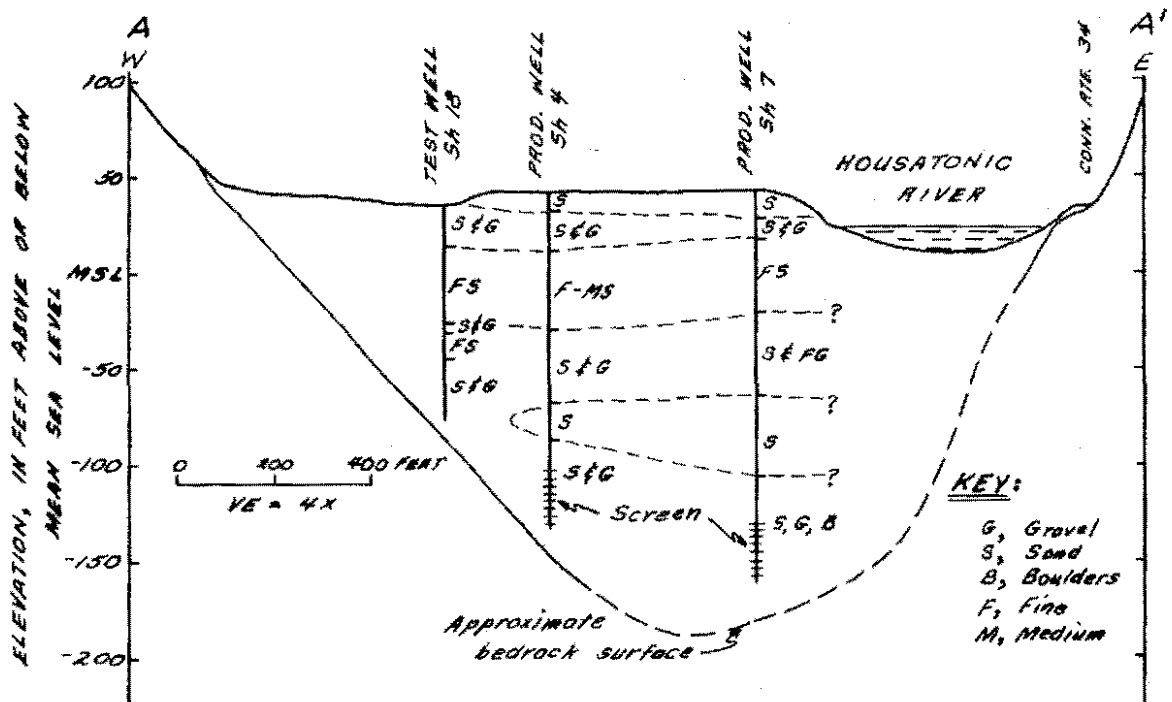 A
W
A'
E
100
50
MSL
-50
-100
-150
-200
ELEVATION, IN FEET ABOVE OR BELOW
MEAN SEA LEVEL
TEST WELL
Sh 18
PROD. WELL
Sh 4
PROD. WELL
Sh 7
HOUSATONIC
RIVER
CONN. RTE. 34
S&G
FS
S&G
FS
S&G
S
S&G
F-MS
S&G
S
S&G
S
S&G
FS
?
S & FG
?
S
?
S, G, B
Screen
0 200 400 FEET
VE = 4X
Approximate
bedrock surface
KEY:
G, Gravel
S, Sand
B, Boulders
F, Fine
M, Medium